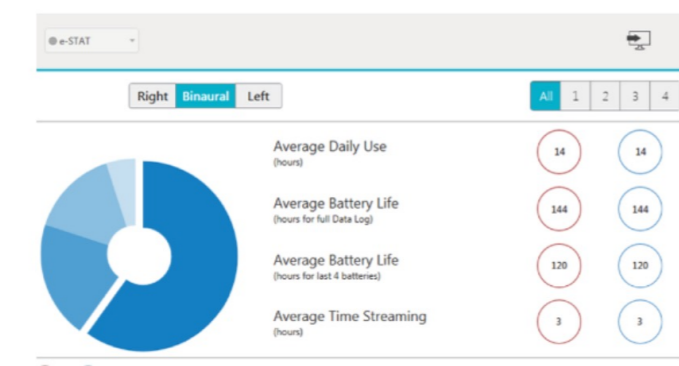 e-STAT
Right Binaural Left
All 1 2 3 4
Average Daily Use
(hours)
14 14
Average Battery Life
(hours for full Data Log)
144 144
Average Battery Life
(hours for last 4 batteries)
120 120
Average Time Streaming
(hours)
3 3